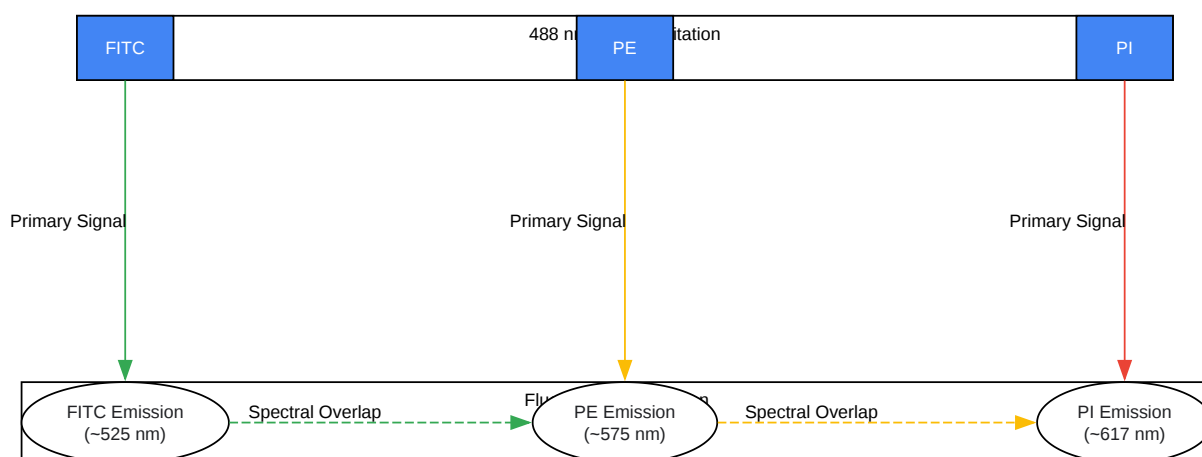 488 n
itation
FITC
PE
PI
Primary Signal
Primary Signal
Primary Signal
Flu
n
FITC Emission
(~525 nm)
Spectral Overlap
PE Emission
(~575 nm)
Spectral Overlap
PI Emission
(~617 nm)